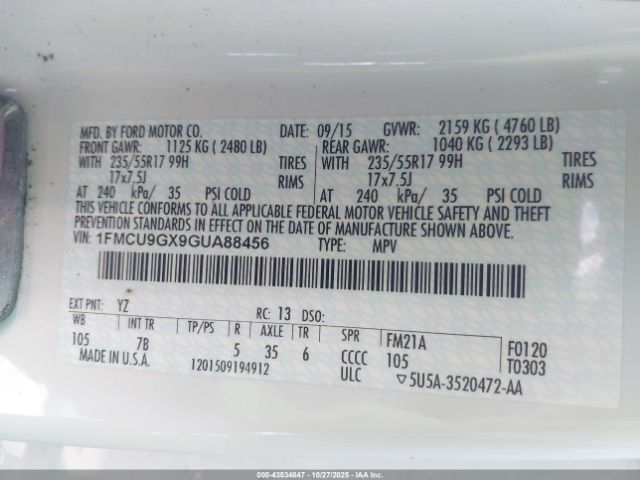 MFD. BY FORD MOTOR CO. DATE: 09/15 GVWR: 2159 KG ( 4760 LB)
FRONT GAWR: 1125 KG ( 2480 LB) REAR GAWR: 1040 KG ( 2293 LB)
WITH 235/55R17 99H TIRES WITH 235/55R17 99H TIRES
17x7.5J RIMS 17x7.5J RIMS
AT 240 kPa/ 35 PSI COLD AT 240 kPa/ 35 PSI COLD
THIS VEHICLE CONFORMS TO ALL APPLICABLE FEDERAL MOTOR VEHICLE SAFETY AND THEFT
PREVENTION STANDARDS IN EFFECT ON THE DATE OF MANUFACTURE SHOWN ABOVE.
VIN: 1FMCU9GX9GUA88456 TYPE: MPV
EXT PNT: YZ RC: 13 DSO:
WB INT TR TP/PS R AXLE TR SPR FM21A F0120
105 7B 5 35 6 CCCC 105 T0303
MADE IN U.S.A. 1201509194912 ULC ▽5U5A-3520472-AA
000-43534847 - 10/27/2025 - IAAI.COM